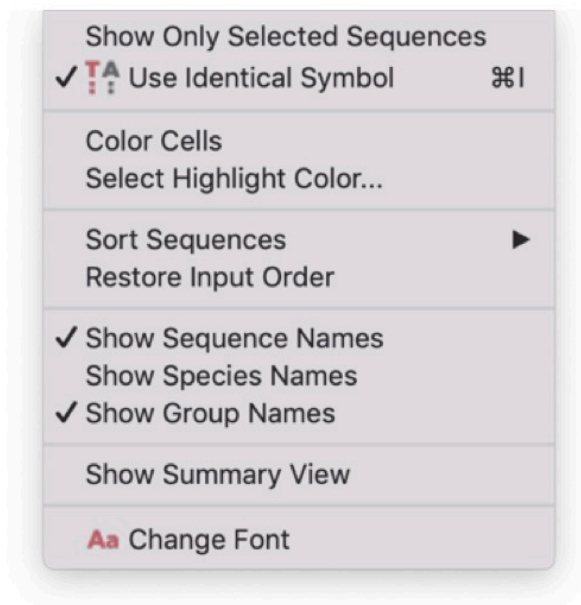 Show Only Selected Sequences
✓ TA Use Identical Symbol ⌘I
Color Cells
Select Highlight Color...
Sort Sequences ▶
Restore Input Order
✓ Show Sequence Names
Show Species Names
✓ Show Group Names
Show Summary View
Aa Change Font